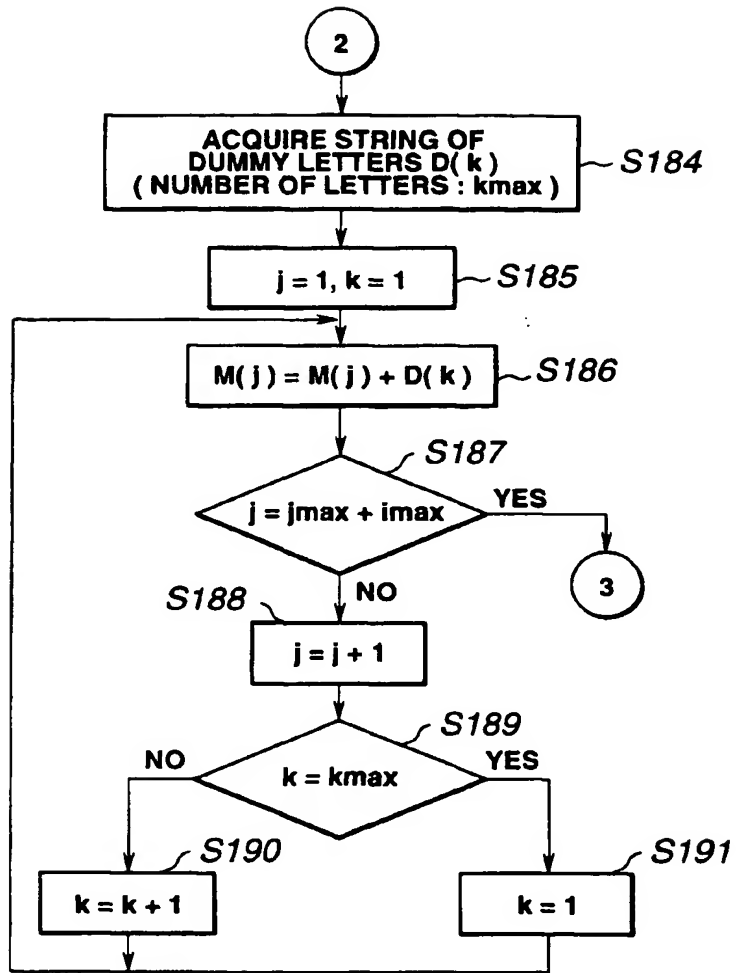 2
ACQUIRE STRING OF
DUMMY LETTERS D( k )
( NUMBER OF LETTERS : kmax )
S184
j = 1, k = 1
S185
M( j ) = M( j ) + D( k )
S186
S187
j = jmax + imax
YES
3
NO
S188
j = j + 1
S189
NO
k = kmax
YES
S190
k = k + 1
S191
k = 1